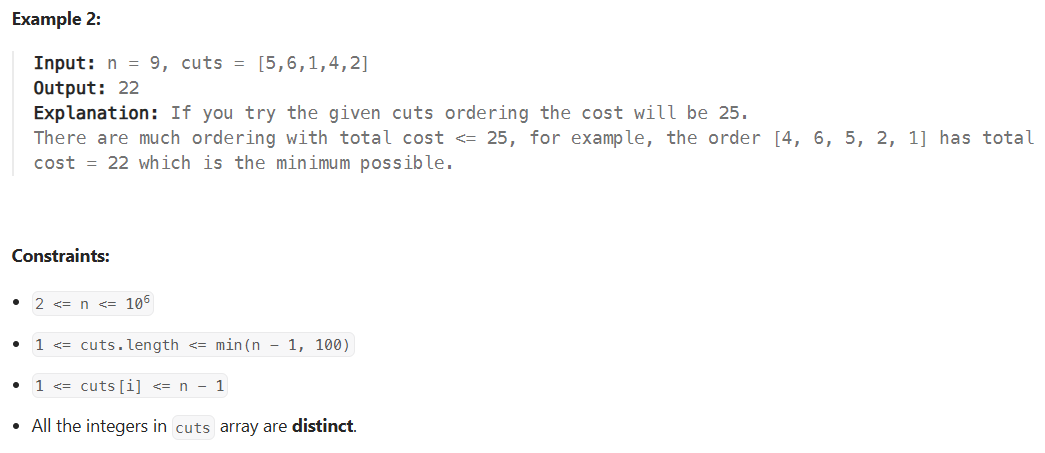 Example 2:
Input: n = 9, cuts = [5,6,1,4,2]
Output: 22
Explanation: If you try the given cuts ordering the cost will be 25.
There are much ordering with total cost <= 25, for example, the order [4, 6, 5, 2, 1] has total
cost = 22 which is the minimum possible.
Constraints:
• 2 <= n <= 10⁶
• 1 <= cuts.length <= min(n - 1, 100)
• 1 <= cuts[i] <= n - 1
• All the integers in cuts array are distinct.